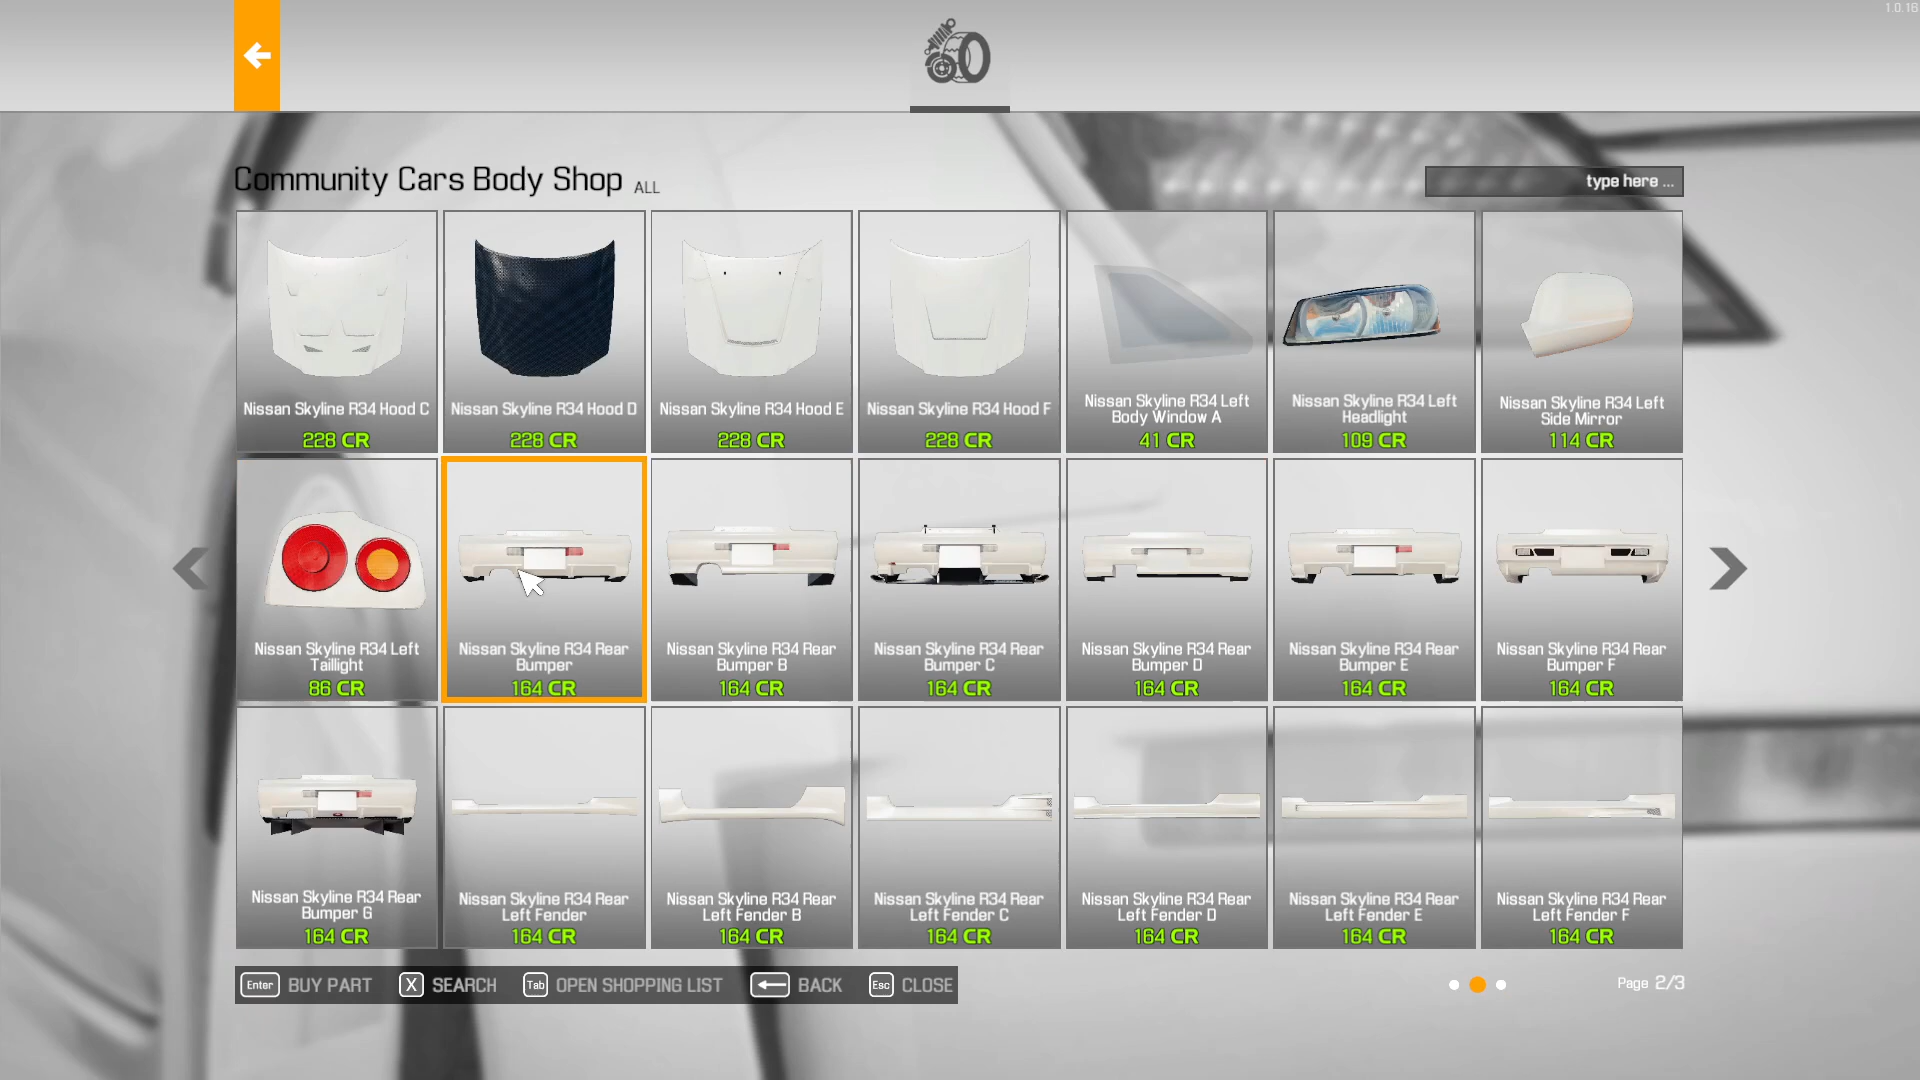 1.0.16
Community Cars Body Shop ALL
type here ...
Nissan Skyline R34 Hood C
228 CR
Nissan Skyline R34 Hood D
228 CR
Nissan Skyline R34 Hood E
228 CR
Nissan Skyline R34 Hood F
228 CR
Nissan Skyline R34 Left
Body Window A
41 CR
Nissan Skyline R34 Left
Headlight
109 CR
Nissan Skyline R34 Left
Side Mirror
114 CR
Nissan Skyline R34 Left
Taillight
86 CR
Nissan Skyline R34 Rear
Bumper
164 CR
Nissan Skyline R34 Rear
Bumper B
164 CR
Nissan Skyline R34 Rear
Bumper C
164 CR
Nissan Skyline R34 Rear
Bumper D
164 CR
Nissan Skyline R34 Rear
Bumper E
164 CR
Nissan Skyline R34 Rear
Bumper F
164 CR
Nissan Skyline R34 Rear
Bumper G
164 CR
Nissan Skyline R34 Rear
Left Fender
164 CR
Nissan Skyline R34 Rear
Left Fender B
164 CR
Nissan Skyline R34 Rear
Left Fender C
164 CR
Nissan Skyline R34 Rear
Left Fender D
164 CR
Nissan Skyline R34 Rear
Left Fender E
164 CR
Nissan Skyline R34 Rear
Left Fender F
164 CR
Enter BUY PART X SEARCH Tab OPEN SHOPPING LIST BACK Esc CLOSE
Page 2/3